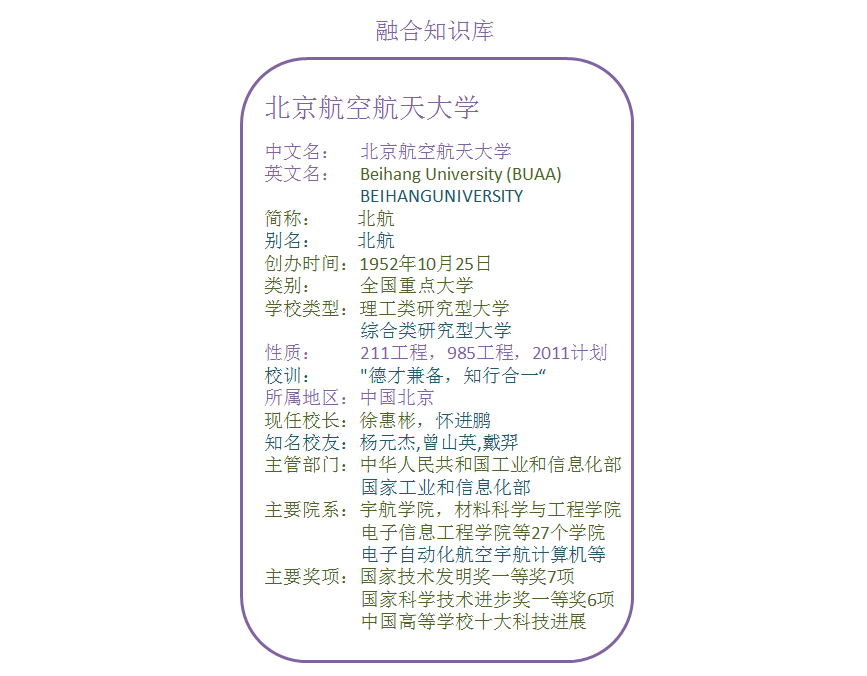 融合知识库
北京航空航天大学
中文名： 北京航空航天大学
英文名： Beihang University (BUAA)
BEIHANGUNIVERSITY
简称： 北航
别名： 北航
创办时间：1952年10月25日
类别： 全国重点大学
学校类型：理工类研究型大学
综合类研究型大学
性质： 211工程，985工程，2011计划
校训： "德才兼备，知行合一“
所属地区：中国北京
现任校长：徐惠彬，怀进鹏
知名校友：杨元杰,曾山英,戴羿
主管部门：中华人民共和国工业和信息化部
国家工业和信息化部
主要院系：宇航学院，材料科学与工程学院
电子信息工程学院等27个学院
电子自动化航空宇航计算机等
主要奖项：国家技术发明奖一等奖7项
国家科学技术进步奖一等奖6项
中国高等学校十大科技进展